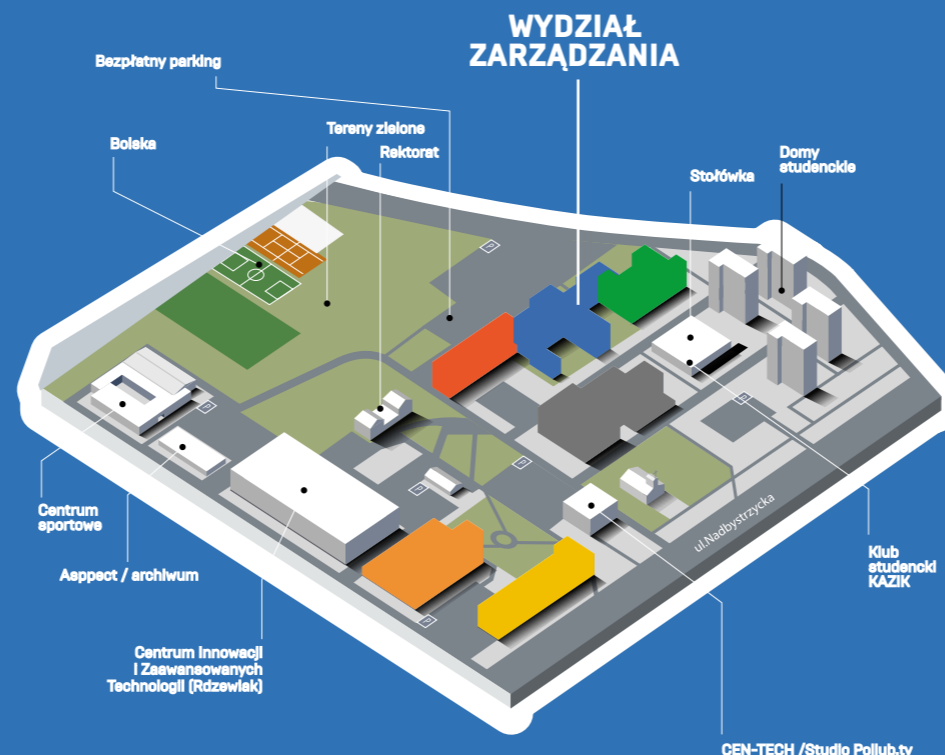 WYDZIAŁ
ZARZĄDZANIA
Bezpłatny parking
Tereny zielone
Boiska
Rektorat
Stołówka
Domy
studenckie
P
P
P
P
P
P
ul.Nadbystrzycka
Centrum
sportowe
Asppect / archiwum
Centrum Innowacji
i Zaawansowanych
Technologii (Rdzewiak)
Klub
studencki
KAZIK
CEN-TECH /Studio Pollub.tv